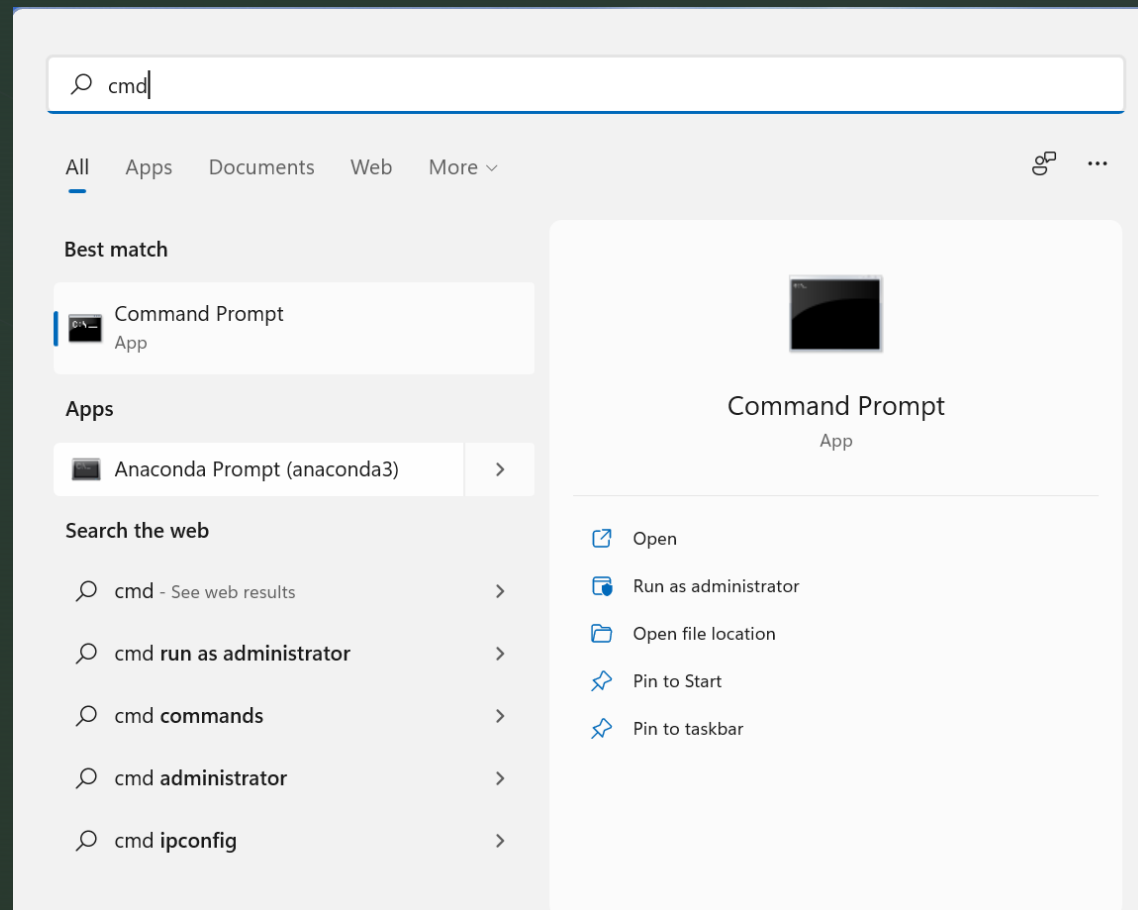 cmd
All Apps Documents Web More
Best match
Command Prompt
App
Apps
Anaconda Prompt (anaconda3)
Search the web
cmd - See web results
cmd run as administrator
cmd commands
cmd administrator
cmd ipconfig
Command Prompt
App
Open
Run as administrator
Open file location
Pin to Start
Pin to taskbar